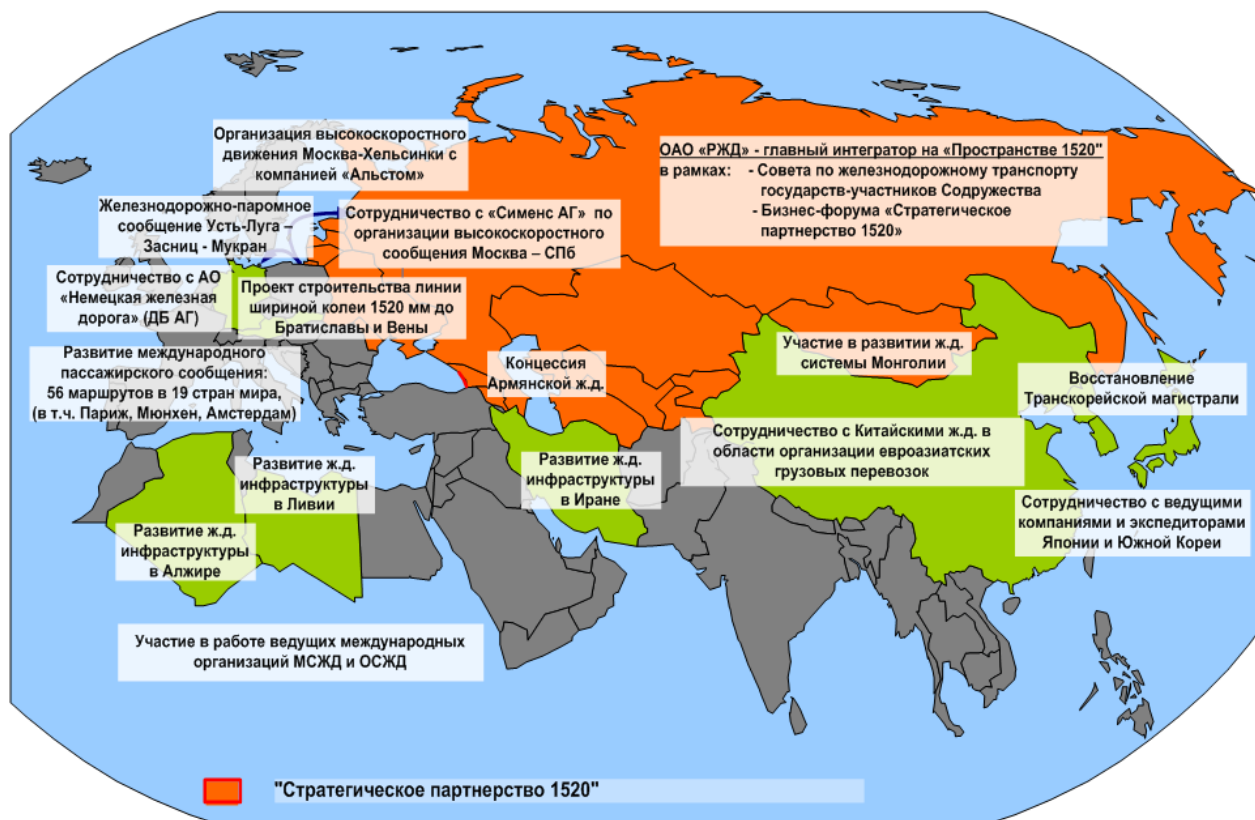 Организация высокоскоростного
движения Москва-Хельсинки с
компанией «Альстом»
ОАО «РЖД» - главный интегратор на «Пространстве 1520"
в рамках: - Совета по железнодорожному транспорту
государств-участников Содружества
- Бизнес-форума «Стратегическое
партнерство 1520»
Железнодорожно-паромное
сообщение Усть-Луга –
Засниц - Мукран
Сотрудничество с «Сименс АГ» по
организации высокоскоростного
сообщения Москва – СПб
Сотрудничество с АО
«Немецкая железная
дорога» (ДБ АГ)
Проект строительства линии
шириной колеи 1520 мм до
Братиславы и Вены
Развитие международного
пассажирского сообщения:
56 маршрутов в 19 стран мира,
(в т.ч. Париж, Мюнхен, Амстердам)
Концессия
Армянской ж.д.
Участие в развитии ж.д.
системы Монголии
Восстановление
Транскорейской магистрали
Сотрудничество с Китайскими ж.д. в
области организации евроазиатских
грузовых перевозок
Развитие ж.д.
инфраструктуры
в Ливии
Развитие ж.д.
инфраструктуры
в Иране
Сотрудничество с ведущими
компаниями и экспедиторами
Японии и Южной Кореи
Развитие ж.д.
инфраструктуры
в Алжире
Участие в работе ведущих международных
организаций МСЖД и ОСЖД
"Стратегическое партнерство 1520"